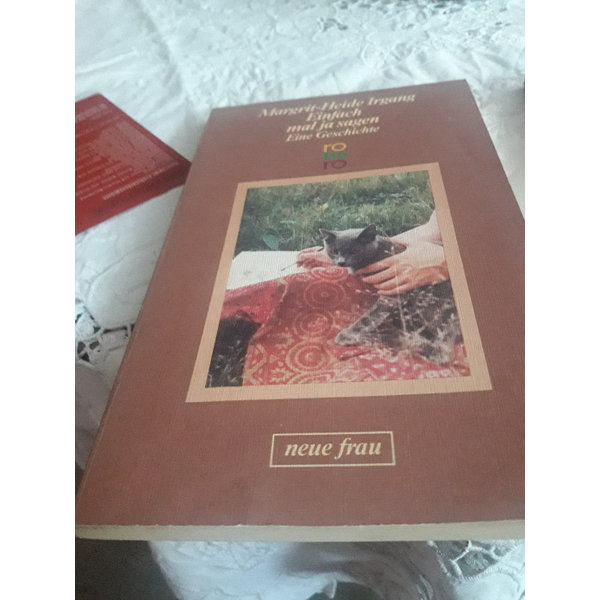 Margrit-Heide Irgang
Einfach
mal ja sagen
Eine Geschichte
ro
ro
ro
neue frau